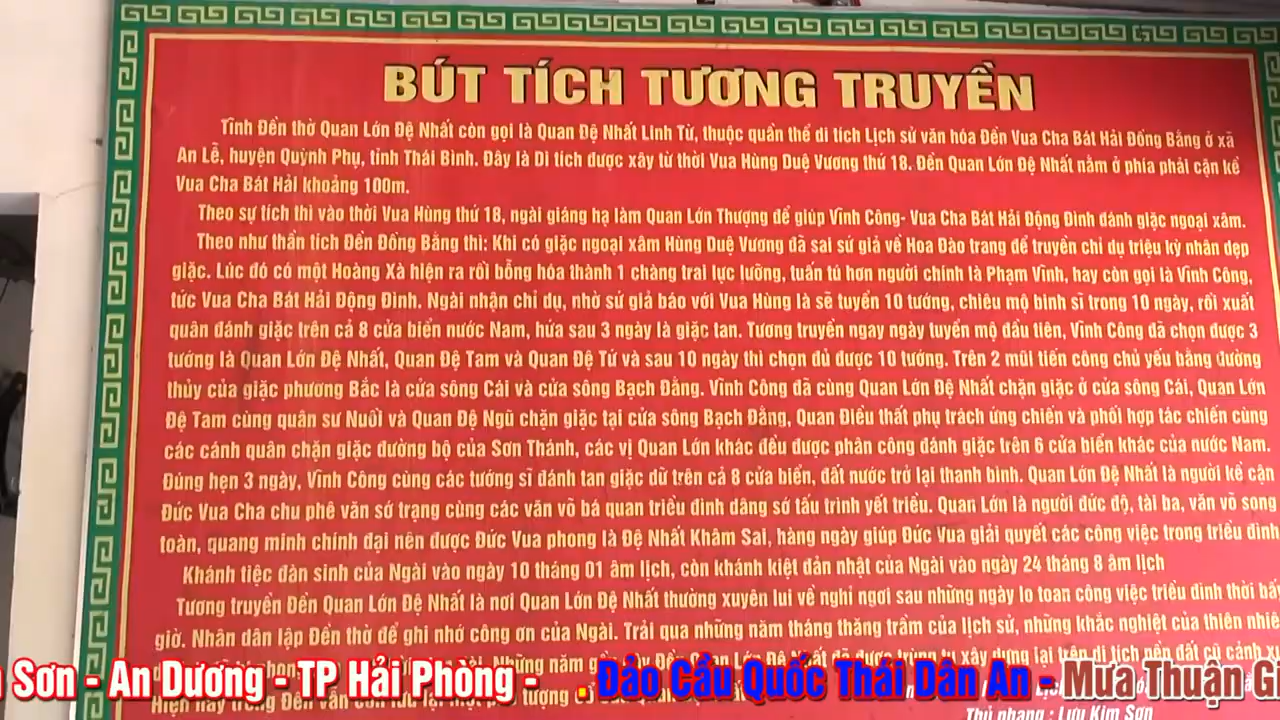 BÚT TÍCH TƯƠNG TRUYỀN
Tĩnh Đền thờ Quan Lớn Đệ Nhất còn gọi là Quan Đệ Nhất Linh Từ, thuộc quần thể di tích Lịch sử văn hóa Đền Vua Cha Bát Hải Đồng Bằng ở xã
An Lễ, huyện Quỳnh Phụ, tỉnh Thái Bình. Đây là Di tích được xây từ thời Vua Hùng Duệ Vương thứ 18. Đền Quan Lớn Đệ Nhất nằm ở phía phải cận kề
Vua Cha Bát Hải khoảng 100m.
Theo sự tích thì vào thời Vua Hùng thứ 18, ngài giáng hạ làm Quan Lớn Thượng để giúp Vĩnh Công- Vua Cha Bát Hải Động Đình đánh giặc ngoại xâm.
Theo như thần tích Đền Đồng Bằng thì: Khi có giặc ngoại xâm Hùng Duệ Vương đã sai sứ giả về Hoa Đào trang để truyền chỉ dụ triệu kỳ nhân dẹp
giặc. Lúc đó có một Hoàng Xà hiện ra rồi bỗng hóa thành 1 chàng trai lực lưỡng, tuấn tú hơn người chính là Phạm Vĩnh, hay còn gọi là Vĩnh Công,
tức Vua Cha Bát Hải Động Đình. Ngài nhận chỉ dụ, nhờ sứ giả báo với Vua Hùng là sẽ tuyển 10 tướng, chiêu mộ binh sĩ trong 10 ngày, rồi xuất
quân đánh giặc trên cả 8 cửa biển nước Nam, hứa sau 3 ngày là giặc tan. Tương truyền ngay ngày tuyển mộ đầu tiên, Vĩnh Công đã chọn được 3
tướng là Quan Lớn Đệ Nhất, Quan Đệ Tam và Quan Đệ Tứ và sau 10 ngày thì chọn đủ được 10 tướng. Trên 2 mũi tiến công chủ yếu bằng đường
thủy của giặc phương Bắc là cửa sông Cái và cửa sông Bạch Đằng. Vĩnh Công đã cùng Quan Lớn Đệ Nhất chặn giặc ở cửa sông Cái, Quan Lớn
Đệ Tam cùng quân sư Nuôi và Quan Đệ Ngũ chặn giặc tại cửa sông Bạch Đằng, Quan Điều thất phụ trách ứng chiến và phối hợp tác chiến cùng
các cánh quân chặn giặc đường bộ của Sơn Thánh, các vị Quan Lớn khác đều được phân công đánh giặc trên 6 cửa biển khác của nước Nam.
Đúng hẹn 3 ngày, Vĩnh Công cùng các tướng sĩ đánh tan giặc dữ trên cả 8 cửa biển, đất nước trở lại thanh bình. Quan Lớn Đệ Nhất là người kề cận
Đức Vua Cha chu phê văn sớ trạng cùng các văn võ bá quan triều đình dâng sớ tấu trình yết triều. Quan Lớn là người đức độ, tài ba, văn võ song
toàn, quang minh chính đại nên được Đức Vua phong là Đệ Nhất Khâm Sai, hàng ngày giúp Đức Vua giải quyết các công việc trong triều đình
Khánh tiệc đản sinh của Ngài vào ngày 10 tháng 01 âm lịch, còn khánh kiệt đản nhật của Ngài vào ngày 24 tháng 8 âm lịch
Tương truyền Đền Quan Lớn Đệ Nhất là nơi Quan Lớn Đệ Nhất thường xuyên lui về nghỉ ngơi sau những ngày lo toan công việc triều đình thời bấy
giờ. Nhân dân lập Đền thờ để ghi nhớ công ơn của Ngài. Trải qua những năm tháng thăng trầm của lịch sử, những khắc nghiệt của thiên nhiê
Sơn - An Dương - TP Hải Phòng - . Đảo Cầu Quốc Thái Dân An - Mưa Thuận
Thủ nhang: Lưu Kim Sơn